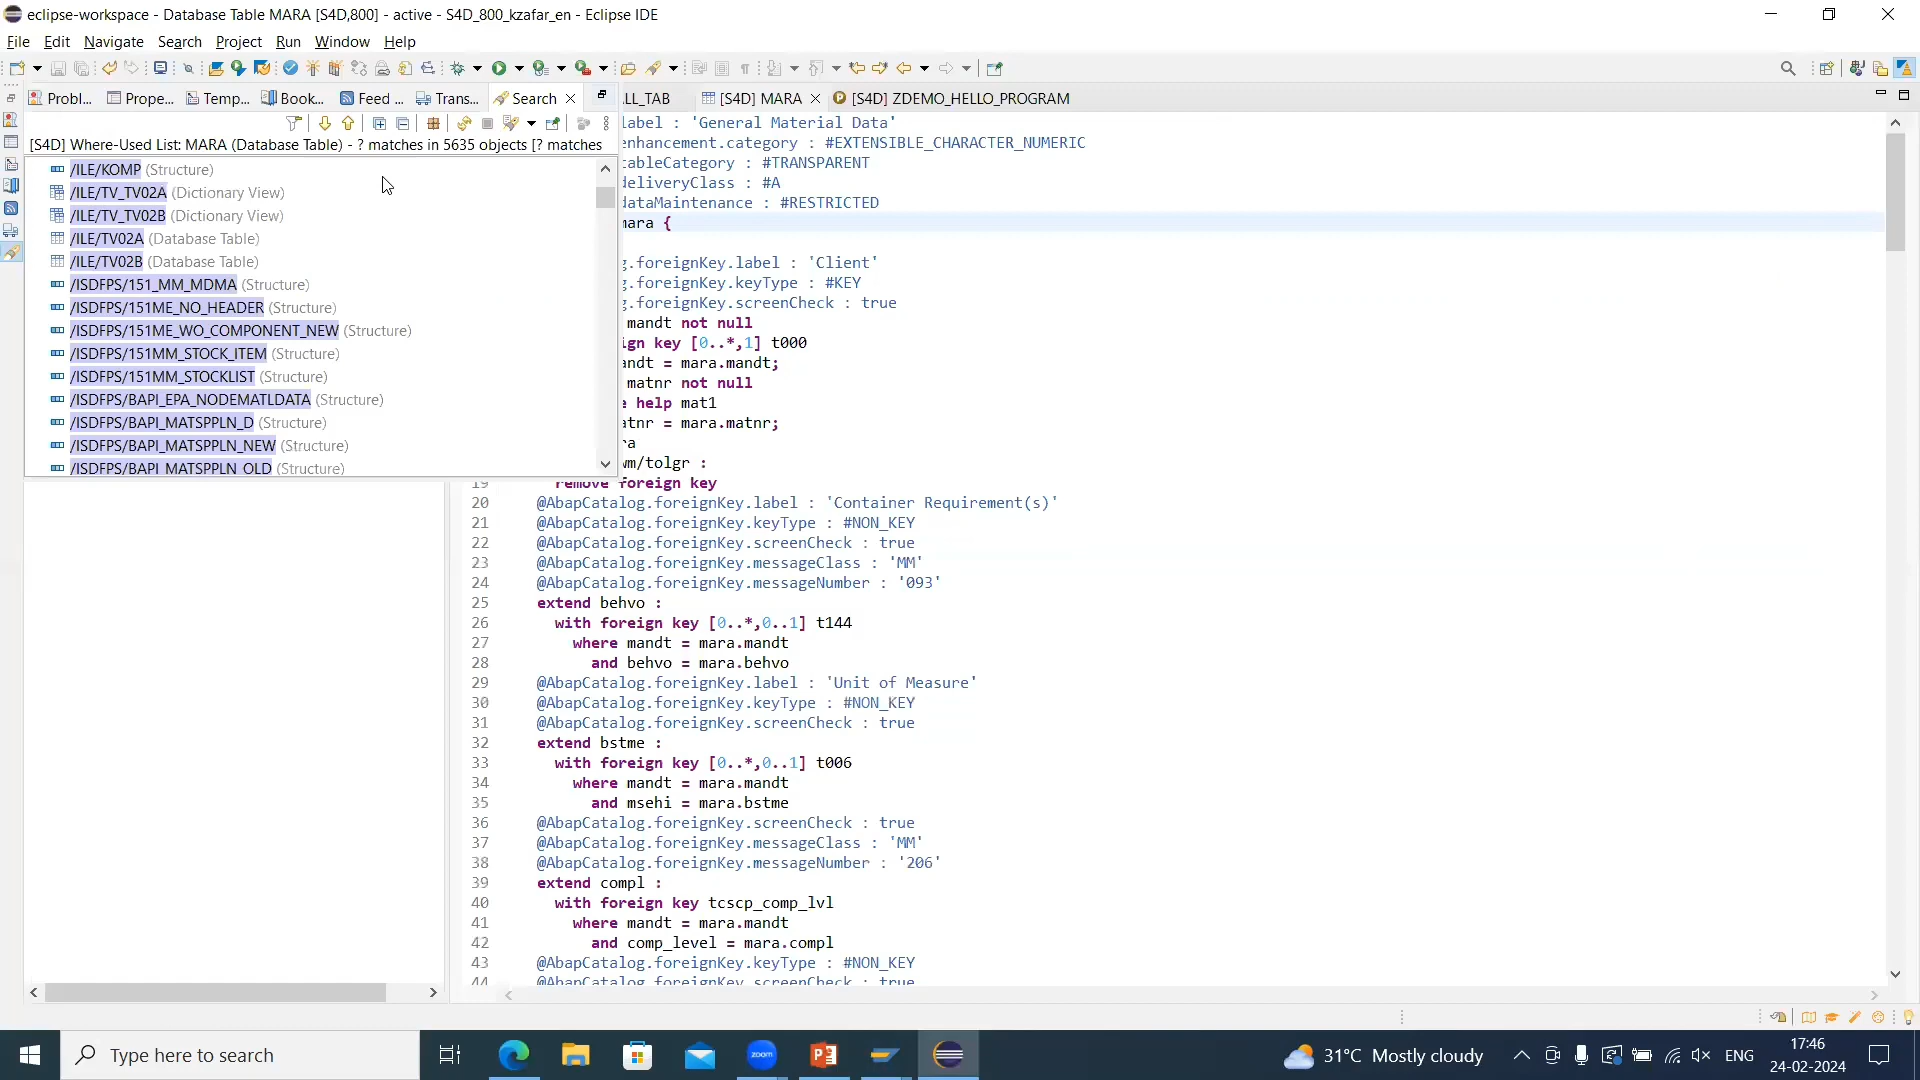 eclipse-workspace - Database Table MARA [S4D,800] - active - S4D_800_kzafar_en - Eclipse IDE
File Edit Navigate Search Project Run Window Help
Probl... Prope... Temp... Book... Feed ... Trans... Search LL_TAB [S4D] MARA [S4D] ZDEMO_HELLO_PROGRAM
[S4D] Where-Used List: MARA (Database Table) - ? matches in 5635 objects [? matches
/ILE/KOMP (Structure)
/ILE/TV_TV02A (Dictionary View)
/ILE/TV_TV02B (Dictionary View)
/ILE/TV02A (Database Table)
/ILE/TV02B (Database Table)
/ISDFPS/151_MM_MDMA (Structure)
/ISDFPS/151ME_NO_HEADER (Structure)
/ISDFPS/151ME_WO_COMPONENT_NEW (Structure)
/ISDFPS/151MM_STOCK_ITEM (Structure)
/ISDFPS/151MM_STOCKLIST (Structure)
/ISDFPS/BAPI_EPA_NODEMATLDATA (Structure)
/ISDFPS/BAPI_MATSPPLN_D (Structure)
/ISDFPS/BAPI_MATSPPLN_NEW (Structure)
/ISDFPS/BAPI_MATSPPLN_OLD (Structure)
label : 'General Material Data'
enhancement.category : #EXTENSIBLE_CHARACTER_NUMERIC
tableCategory : #TRANSPARENT
deliveryClass : #A
dataMaintenance : #RESTRICTED
mara {
g.foreignKey.label : 'Client'
g.foreignKey.keyType : #KEY
g.foreignKey.screenCheck : true
mandt not null
ign key [0..*,1] t000
andt = mara.mandt;
matnr not null
e help mat1
atnr = mara.matnr;
ra
wm/tolgr :
19 remove foreign key
20 @AbapCatalog.foreignKey.label : 'Container Requirement(s)'
21 @AbapCatalog.foreignKey.keyType : #NON_KEY
22 @AbapCatalog.foreignKey.screenCheck : true
23 @AbapCatalog.foreignKey.messageClass : 'MM'
24 @AbapCatalog.foreignKey.messageNumber : '093'
25 extend behvo :
26 with foreign key [0..*,0..1] t144
27 where mandt = mara.mandt
28 and behvo = mara.behvo
29 @AbapCatalog.foreignKey.label : 'Unit of Measure'
30 @AbapCatalog.foreignKey.keyType : #NON_KEY
31 @AbapCatalog.foreignKey.screenCheck : true
32 extend bstme :
33 with foreign key [0..*,0..1] t006
34 where mandt = mara.mandt
35 and msehi = mara.bstme
36 @AbapCatalog.foreignKey.screenCheck : true
37 @AbapCatalog.foreignKey.messageClass : 'MM'
38 @AbapCatalog.foreignKey.messageNumber : '206'
39 extend compl :
40 with foreign key tcscp_comp_lvl
41 where mandt = mara.mandt
42 and comp_level = mara.compl
43 @AbapCatalog.foreignKey.keyType : #NON_KEY
44 @AbapCatalog.foreignKey.screenCheck : true
Type here to search
zoom
31°C Mostly cloudy
ENG
17:46
24-02-2024